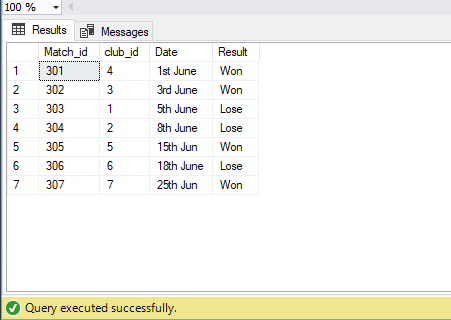 100 %
Results Messages
Match_id club_id Date Result
1 301 4 1st June Won
2 302 3 3rd June Won
3 303 1 5th June Lose
4 304 2 8th June Lose
5 305 5 15th Jun Won
6 306 6 18th June Lose
7 307 7 25th Jun Won
Query executed successfully.